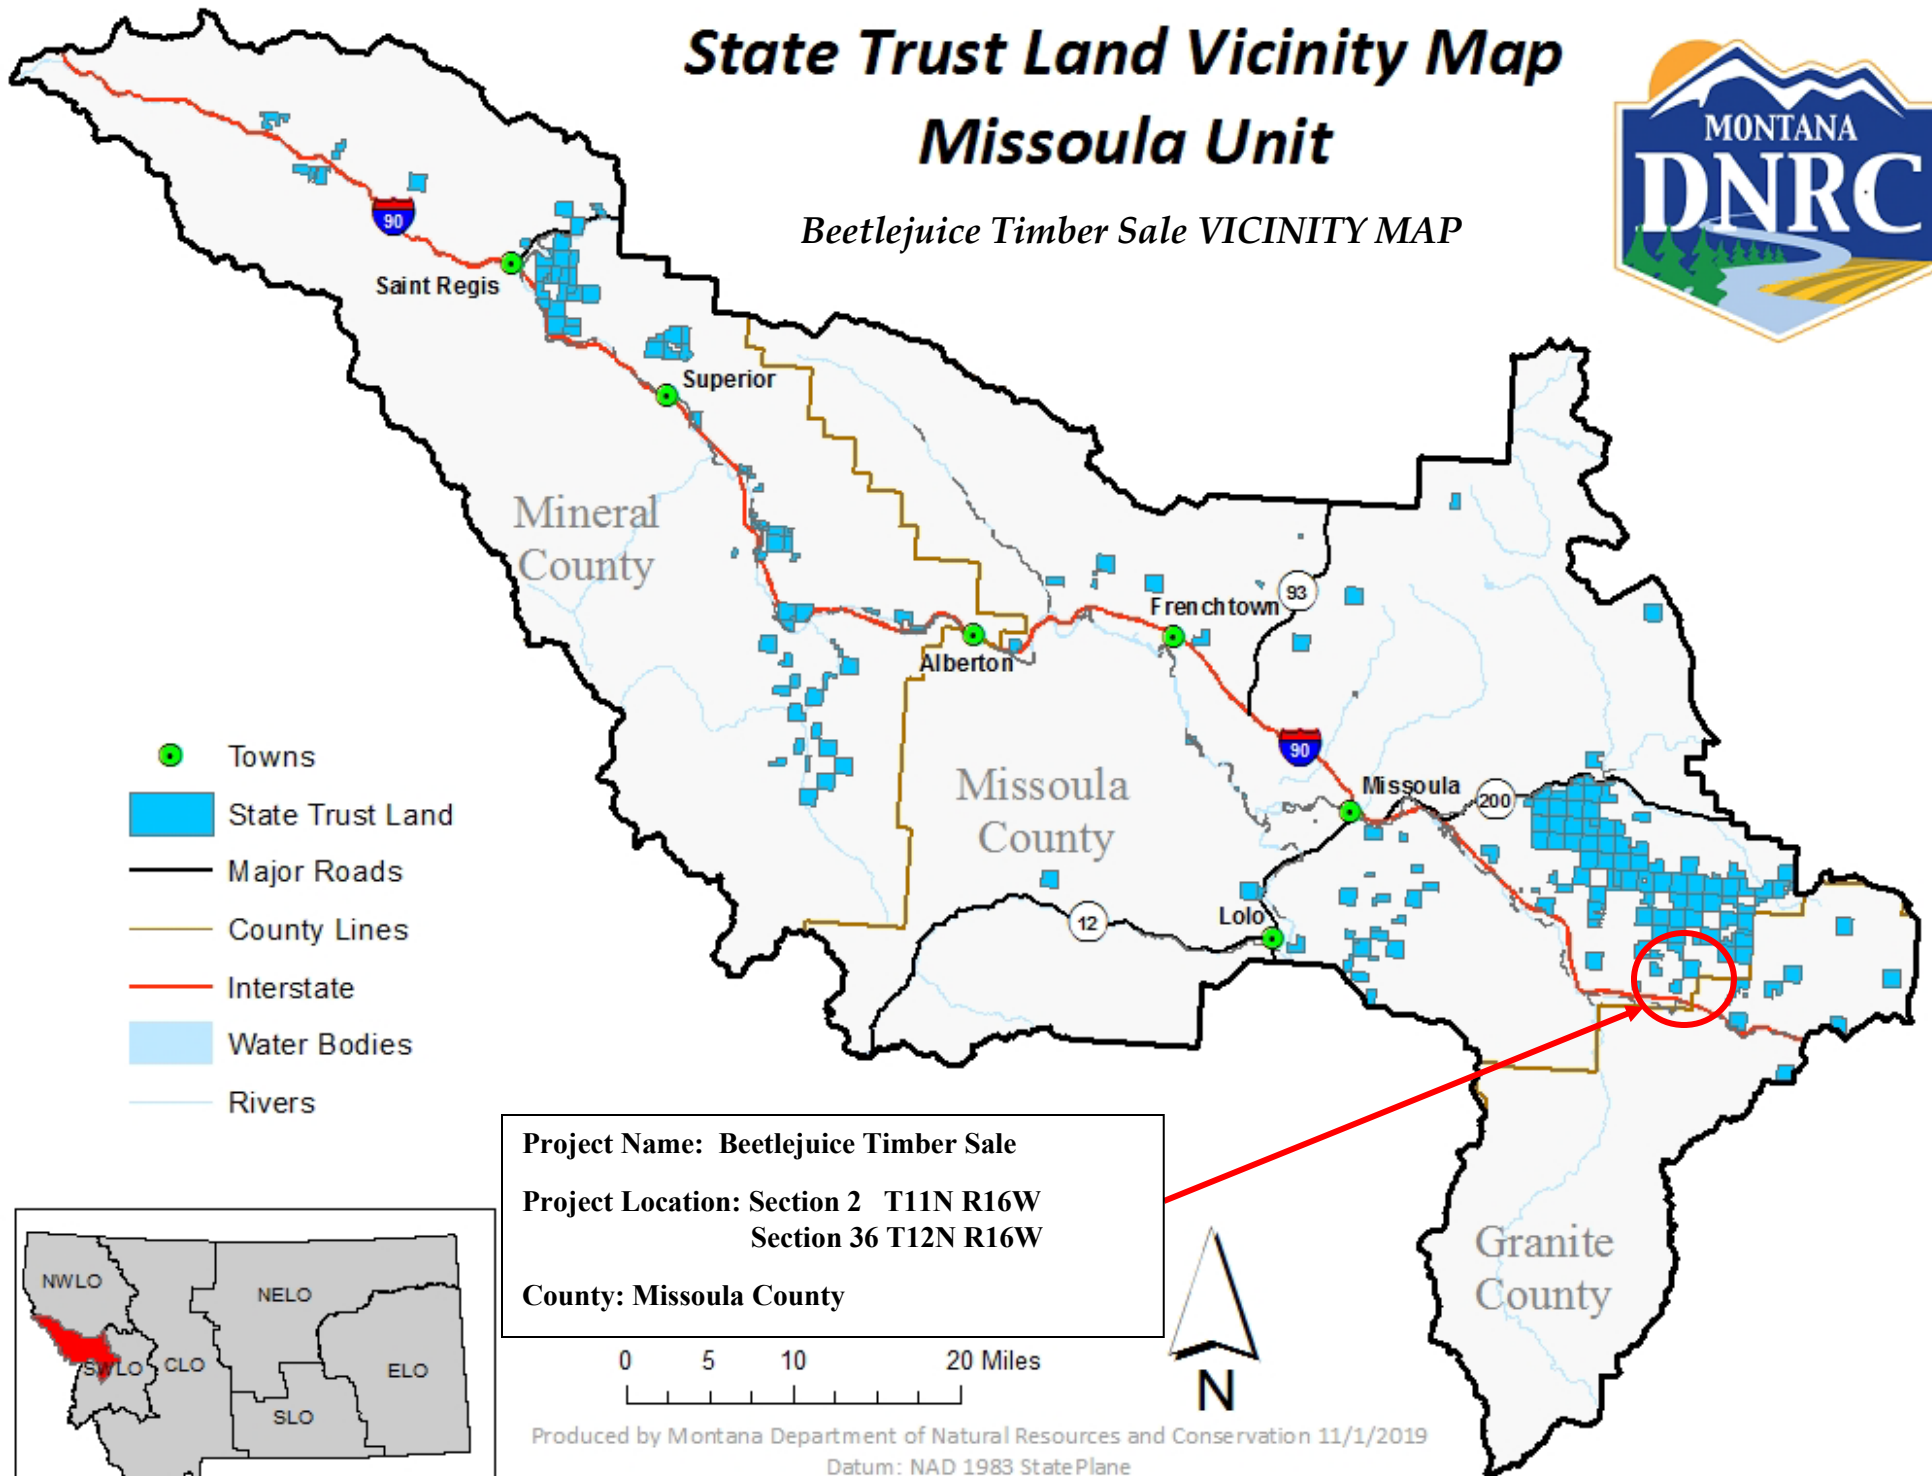 State Trust Land Vicinity Map
Missoula Unit
Beetlejuice Timber Sale VICINITY MAP
MONTANA
DNRC
90
Saint Regis
Superior
Mineral
County
93
Frenchtown
Alberton
90
Missoula
200
Missoula
County
Lolo
12
Towns
State Trust Land
Major Roads
County Lines
Interstate
Water Bodies
Rivers
Project Name: Beetlejuice Timber Sale
Project Location: Section 2 T11N R16W
Section 36 T12N R16W
County: Missoula County
Granite
County
NWLO
NELO
SWLO
CLO
ELO
SLO
0 5 10 20 Miles
N
Produced by Montana Department of Natural Resources and Conservation 11/1/2019
Datum: NAD 1983 StatePlane